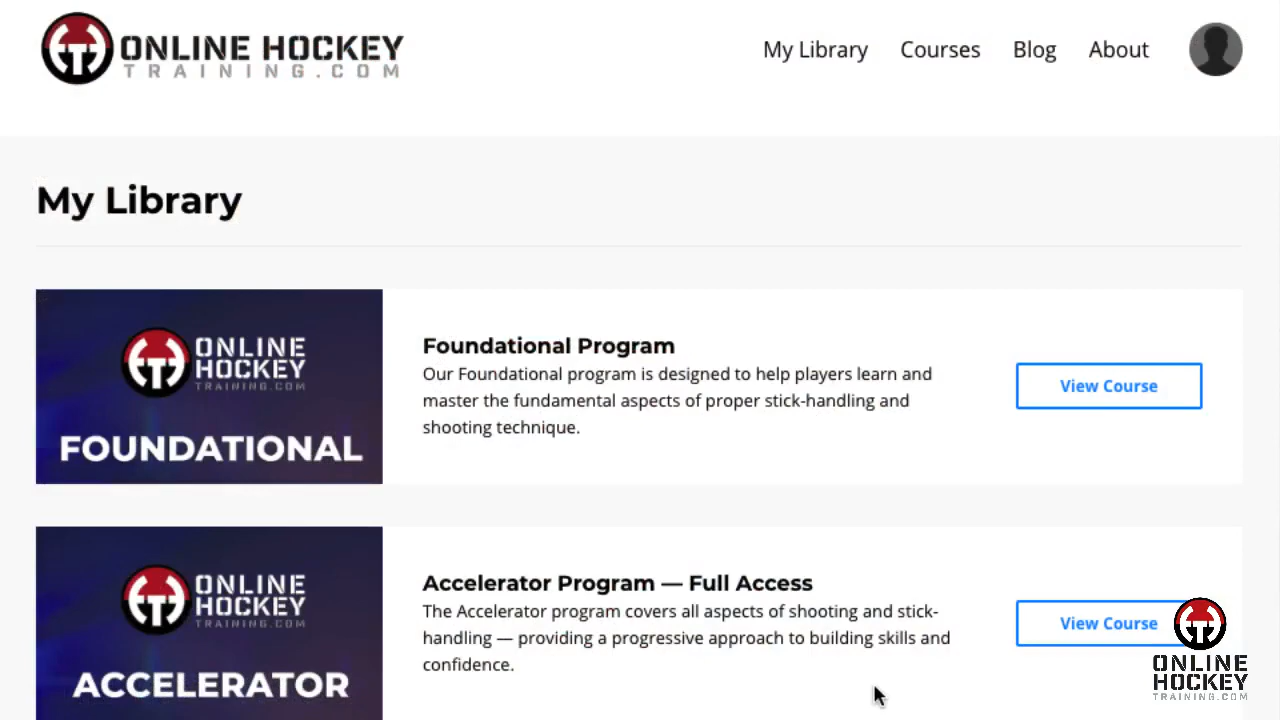 ONLINE HOCKEY
TRAINING.COM
My Library Courses Blog About
My Library
ONLINE
HOCKEY
TRAINING.COM
FOUNDATIONAL
Foundational Program
Our Foundational program is designed to help players learn and
master the fundamental aspects of proper stick-handling and
shooting technique.
View Course
ONLINE
HOCKEY
TRAINING.COM
ACCELERATOR
Accelerator Program — Full Access
The Accelerator program covers all aspects of shooting and stick-
handling — providing a progressive approach to building skills and
confidence.
View Course
ONLINE
HOCKEY
TRAINING.COM